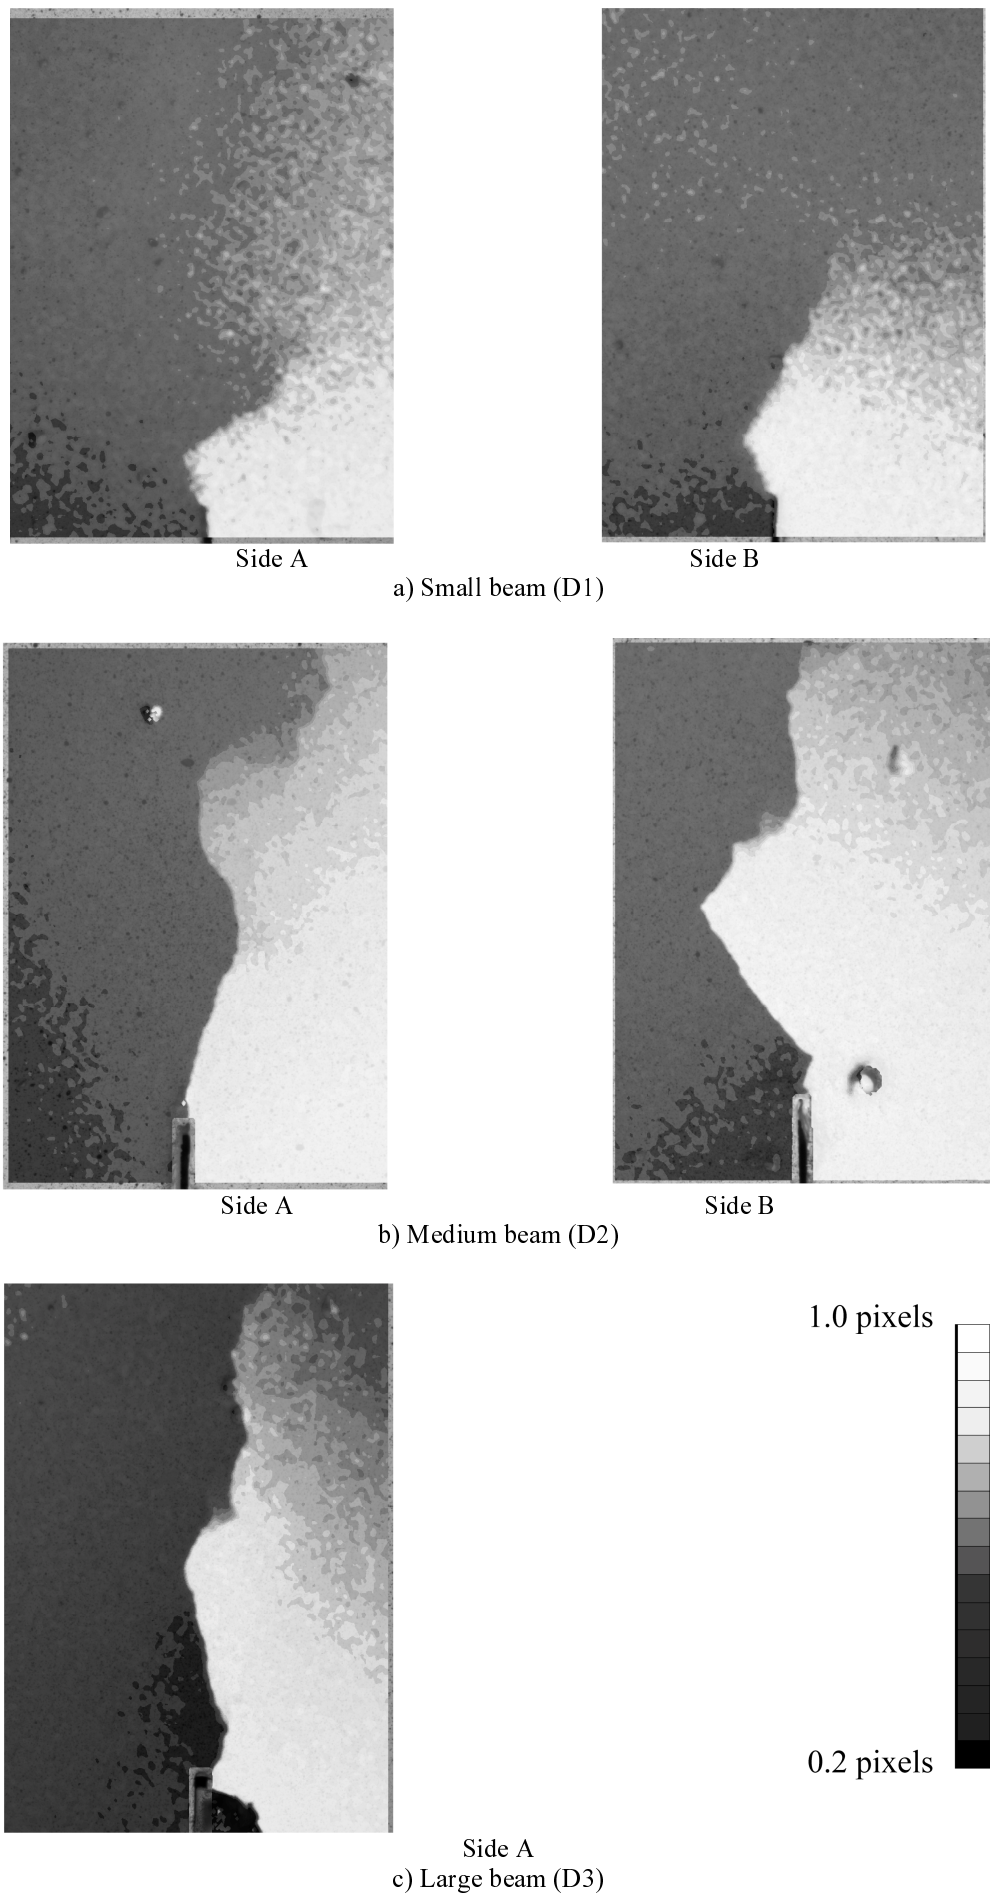 Side A
Side B
a) Small beam (D1)
Side A
Side B
b) Medium beam (D2)
1.0 pixels
0.2 pixels
Side A
c) Large beam (D3)